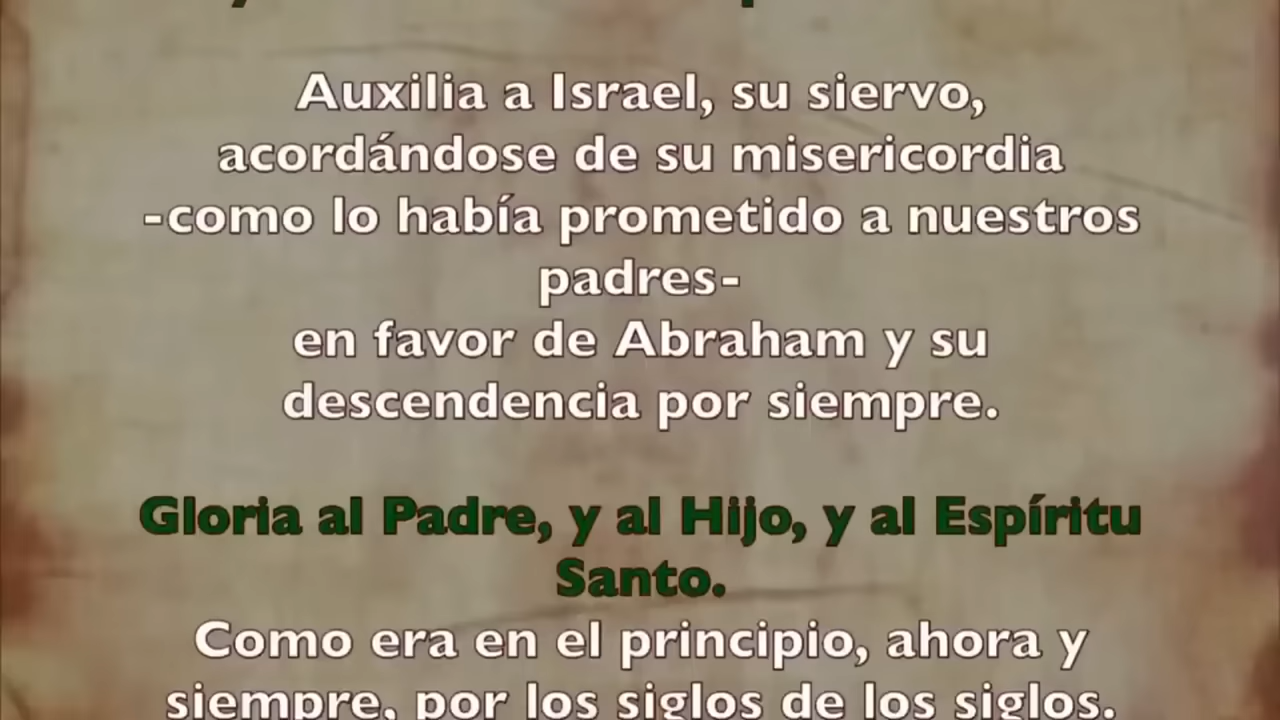 Auxilia a Israel, su siervo,
acordándose de su misericordia
-como lo había prometido a nuestros
padres-
en favor de Abraham y su
descendencia por siempre.
Gloria al Padre, y al Hijo, y al Espíritu
Santo.
Como era en el principio, ahora y
siempre, por los siglos de los siglos.